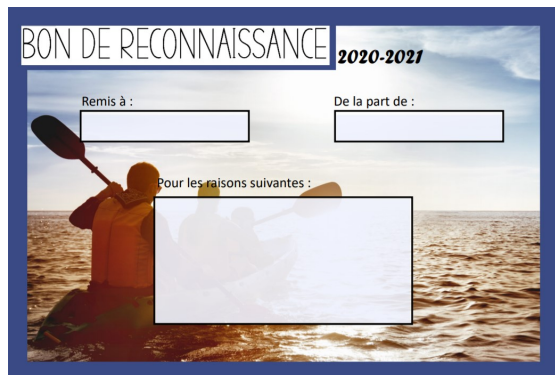 BON DE RECONNAISSANCE 2020-2021
Remis à : De la part de :
Pour les raisons suivantes :